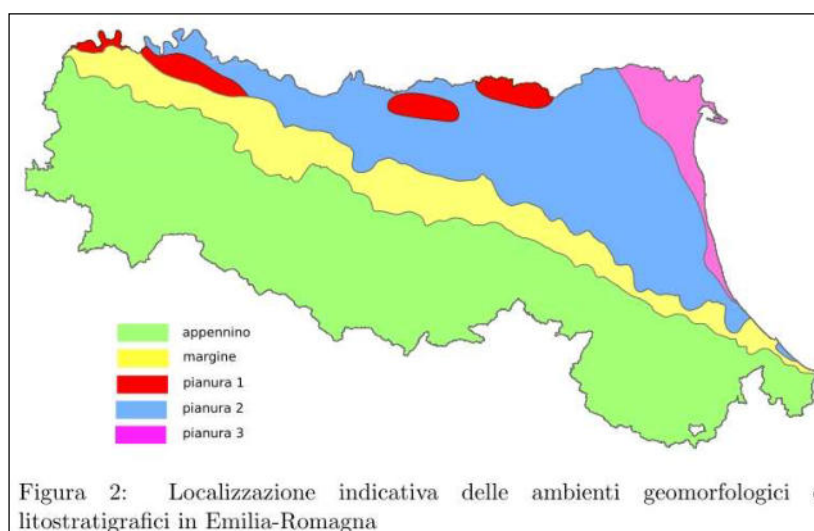 appennino
margine
pianura 1
pianura 2
pianura 3
Figura 2: Localizzazione indicativa delle ambienti geomorfologici
litostratigrafici in Emilia-Romagna